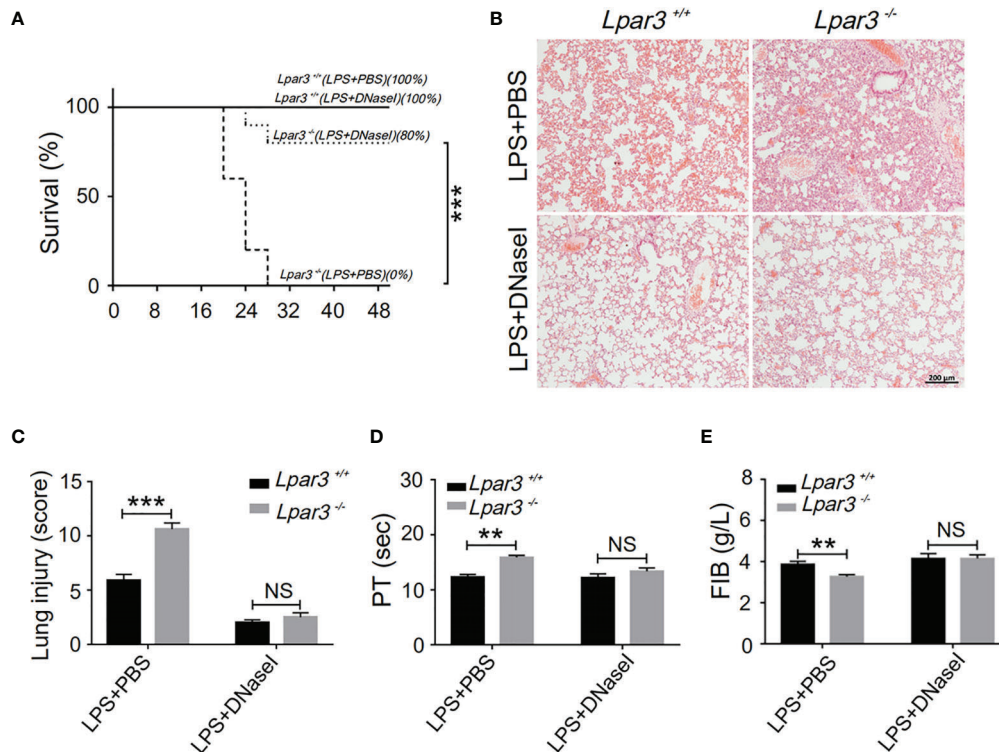 A
Lpar3 +/+(LPS+PBS)(100%)
Lpar3 +/+(LPS+DNaseI)(100%)
Lpar3 -/-(LPS+DNaseI)(80%)
Lpar3 -/-(LPS+PBS)(0%)
***
Surival (%)
100
50
0
0 8 16 24 32 40 48
B
Lpar3 +/+ Lpar3 -/-
LPS+PBS
LPS+DNaseI
200 μm
C
Lung injury (score)
15
10
5
0
Lpar3 +/+
Lpar3 -/-
***
NS
LPS+PBS
LPS+DNaseI
D
PT (sec)
30
20
10
0
Lpar3 +/+
Lpar3 -/-
**
NS
LPS+PBS
LPS+DNaseI
E
FIB (g/L)
8
6
4
2
0
Lpar3 +/+
Lpar3 -/-
**
NS
LPS+PBS
LPS+DNaseI